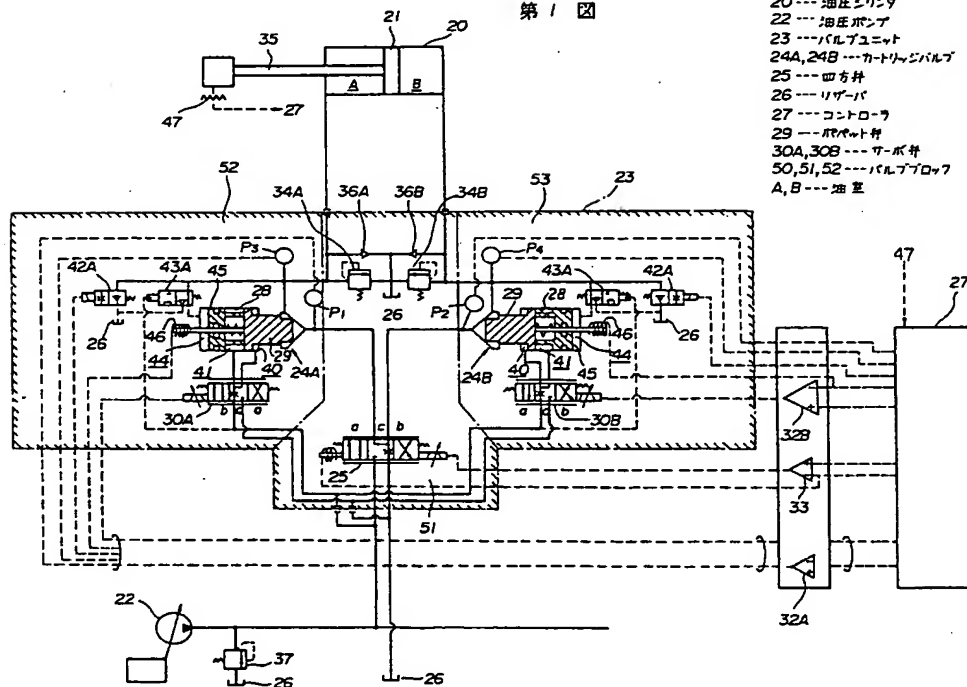 第1図
20---油圧シリンダ
22---油圧ポンプ
23---バルブユニット
24A,24B---カートリッジバルブ
25---四方弁
26---リザーバ
27---コントローラ
29---ポペット弁
30A,30B---サーボ弁
50,51,52---バルブブロック
A,B---油室
21
20
35
A
B
47
27
52
34A
36A
36B
34B
53
23
P3
P4
42A
43A
45
28
29
26
P1
P2
29
28
43A
42A
46
44
26
24A
24B
45
44
46
26
41
40
40
41
30A
b
c
a
a
c
b
a
c
b
30B
25
51
47
27
32B
33
32A
22
37
26
26